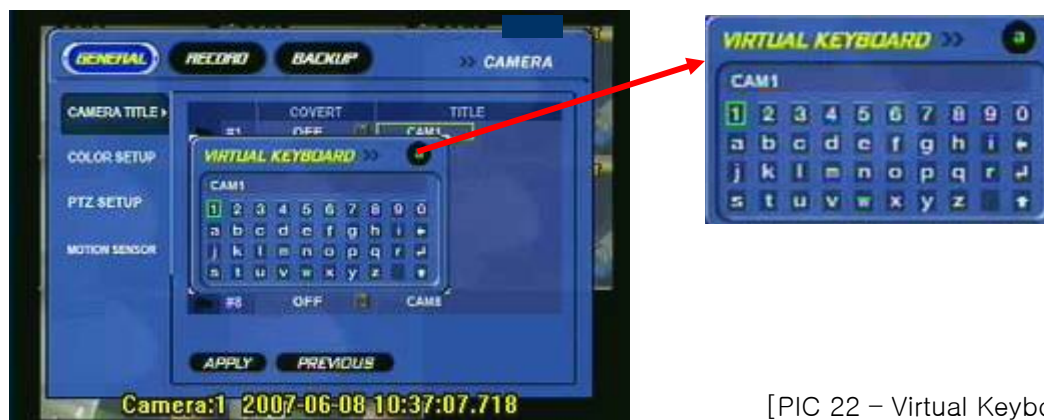 GENERAL RECORD BACKUP >> CAMERA
CAMERA TITLE
COLOR SETUP
PTZ SETUP
MOTION SENSOR
COVERT TITLE
#1 OFF CAM1
VIRTUAL KEYBOARD >> a
CAM1
1 2 3 4 5 6 7 8 9 0
a b c d e f g h i
j k l m n o p q r
s t u v w x y z
#8 OFF CAM8
APPLY PREVIOUS
Camera:1 2007-06-08 10:37:07.718
VIRTUAL KEYBOARD >> a
CAM1
1 2 3 4 5 6 7 8 9 0
a b c d e f g h i
j k l m n o p q r
s t u v w x y z
[PIC 22 – Virtual Keybo